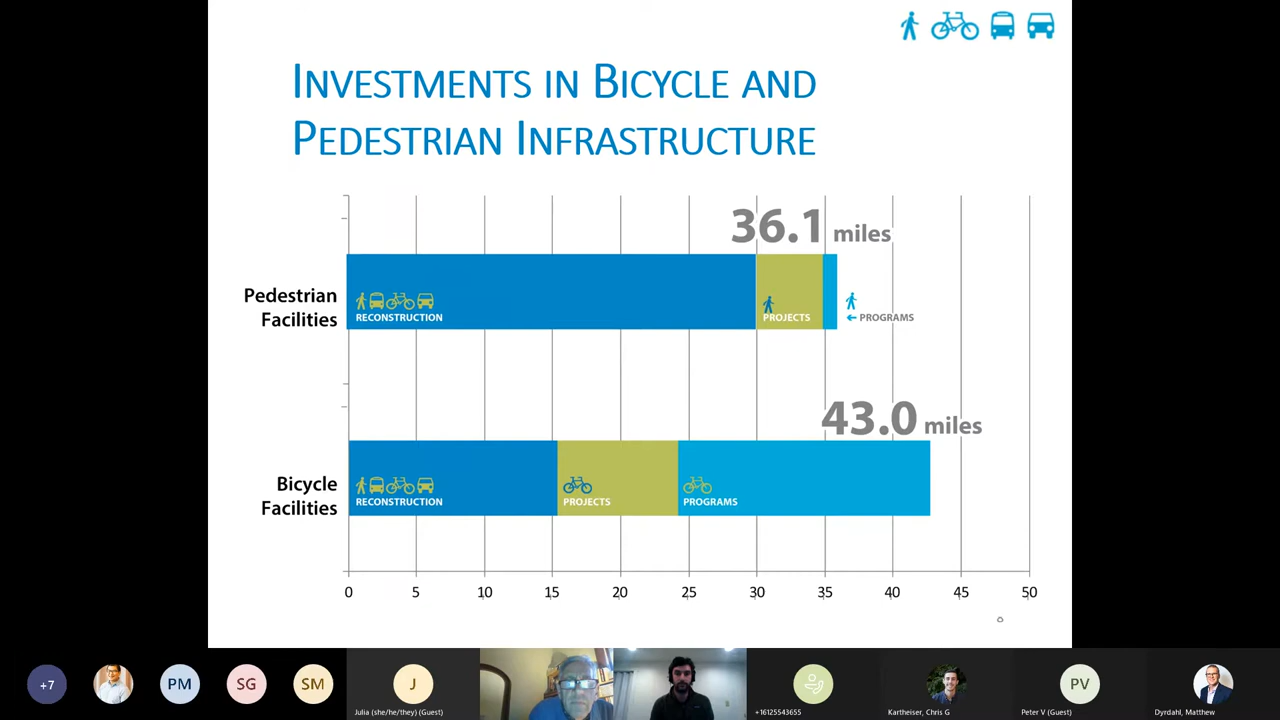 INVESTMENTS IN BICYCLE AND
PEDESTRIAN INFRASTRUCTURE
36.1 miles
Pedestrian
Facilities
RECONSTRUCTION
PROJECTS
PROGRAMS
43.0 miles
Bicycle
Facilities
RECONSTRUCTION
PROJECTS
PROGRAMS
0 5 10 15 20 25 30 35 40 45 50
8
+7
PM
SG
SM
J
Julia (she/he/they) (Guest)
+16125543655
Kartheiser, Chris G
PV
Peter V (Guest)
Dyrdahl, Matthew